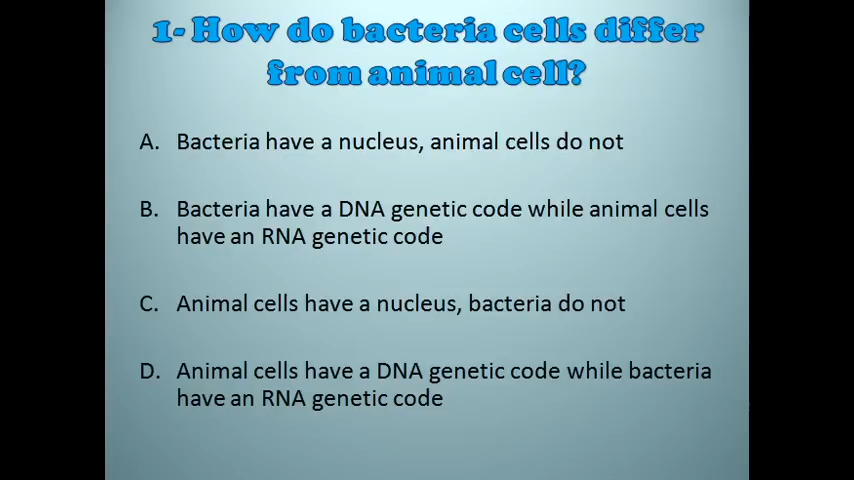 1- How do bacteria cells differ
from animal cell?
A. Bacteria have a nucleus, animal cells do not
B. Bacteria have a DNA genetic code while animal cells
have an RNA genetic code
C. Animal cells have a nucleus, bacteria do not
D. Animal cells have a DNA genetic code while bacteria
have an RNA genetic code